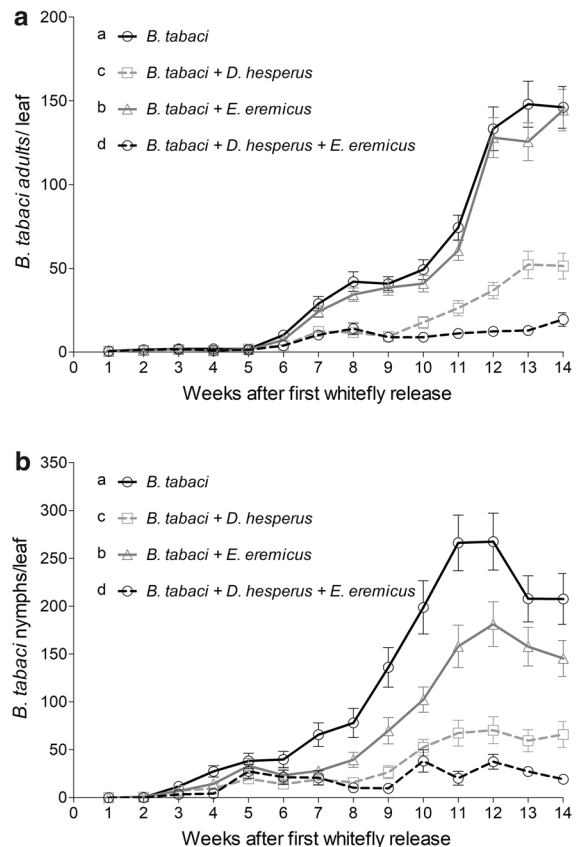 a
200
a B. tabaci
c B. tabaci + D. hesperus
150
b B. tabaci + E. eremicus
d B. tabaci + D. hesperus + E. eremicus
100
50
0
B. tabaci adults/ leaf
0 1 2 3 4 5 6 7 8 9 10 11 12 13 14
Weeks after first whitefly release
b
350
a B. tabaci
300
c B. tabaci + D. hesperus
250
b B. tabaci + E. eremicus
d B. tabaci + D. hesperus + E. eremicus
200
150
100
50
0
B. tabaci nymphs/leaf
0 1 2 3 4 5 6 7 8 9 10 11 12 13 14
Weeks after first whitefly release